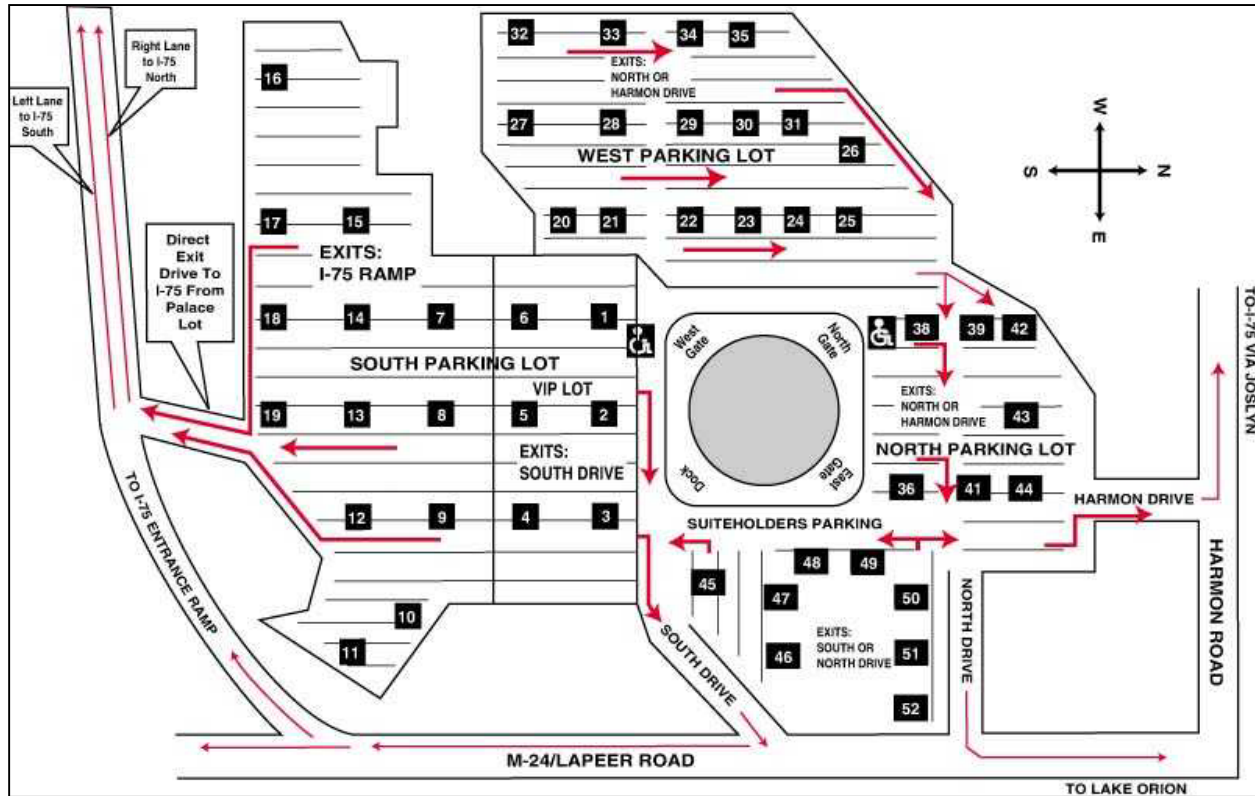 Right Lane
to I-75
North
Left Lane
to I-75
South
16
17
15
EXITS:
I-75 RAMP
Direct
Exit
Drive To
I-75 From
Palace
Lot
18
14
7
6
1
SOUTH PARKING LOT
VIP LOT
19
13
8
5
2
EXITS:
SOUTH DRIVE
12
9
4
3
10
11
TO I-75 ENTRANCE RAMP
32
33
34
35
EXITS:
NORTH OR
HARMON DRIVE
27
28
29
30
31
26
WEST PARKING LOT
20
21
22
23
24
25
W
S
N
E
West
Gate
North
Gate
Dock
East
Gate
38
39
42
EXITS:
NORTH OR
HARMON DRIVE
43
NORTH PARKING LOT
36
41
44
HARMON DRIVE
TO-I-75 VIA JOSLYN
HARMON ROAD
SUITEHOLDERS PARKING
45
48
49
47
50
46
EXITS:
SOUTH OR
NORTH DRIVE
51
52
SOUTH DRIVE
NORTH DRIVE
M-24/LAPEER ROAD
TO LAKE ORION